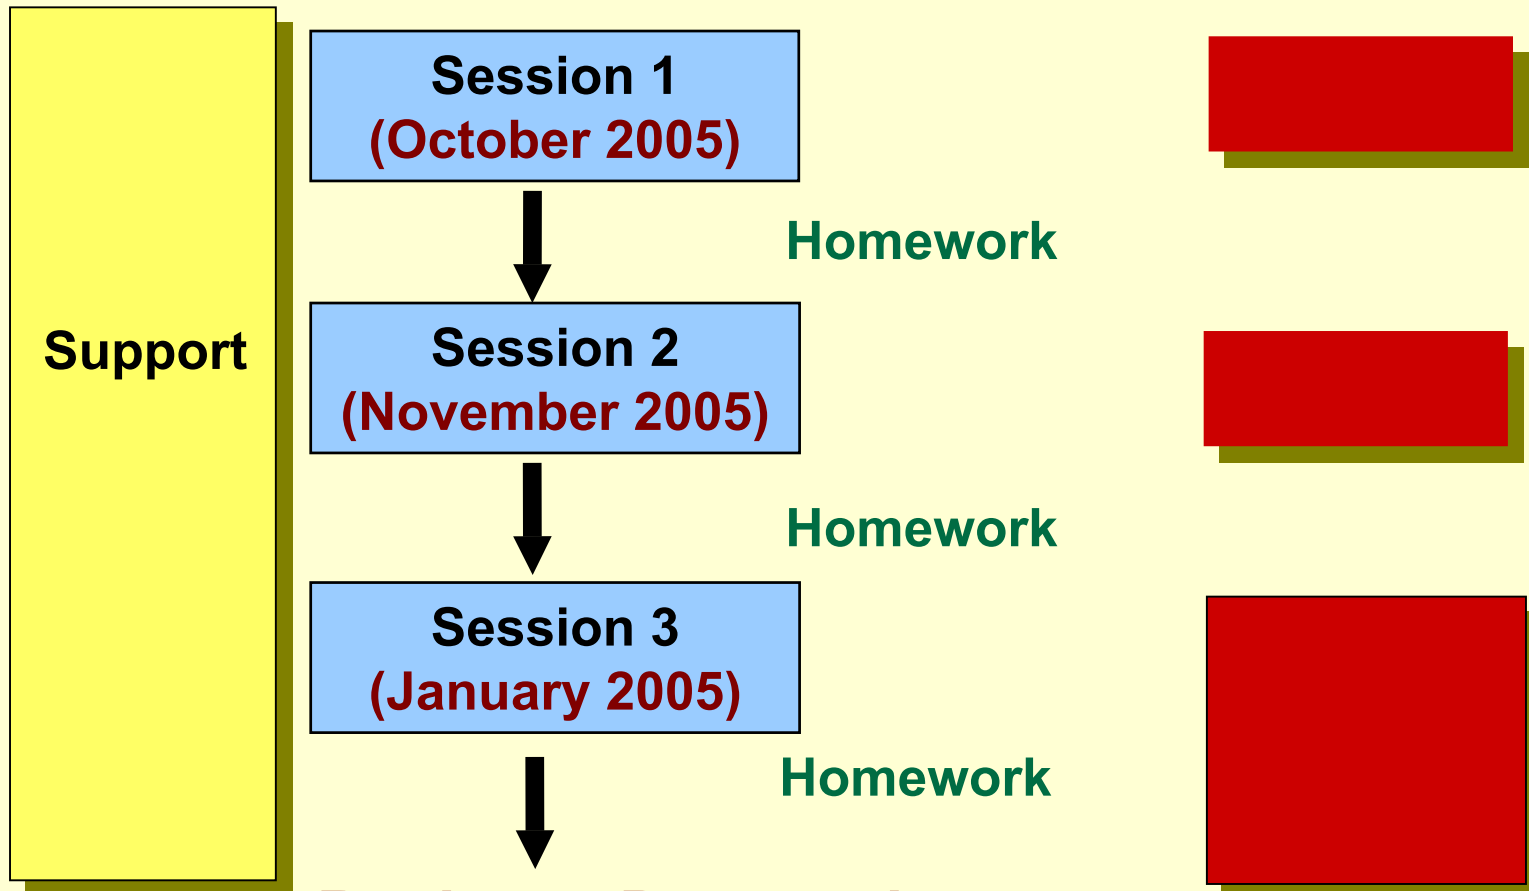 Session 1
(October 2005)
Homework
Support
Session 2
(November 2005)
Homework
Session 3
(January 2005)
Homework